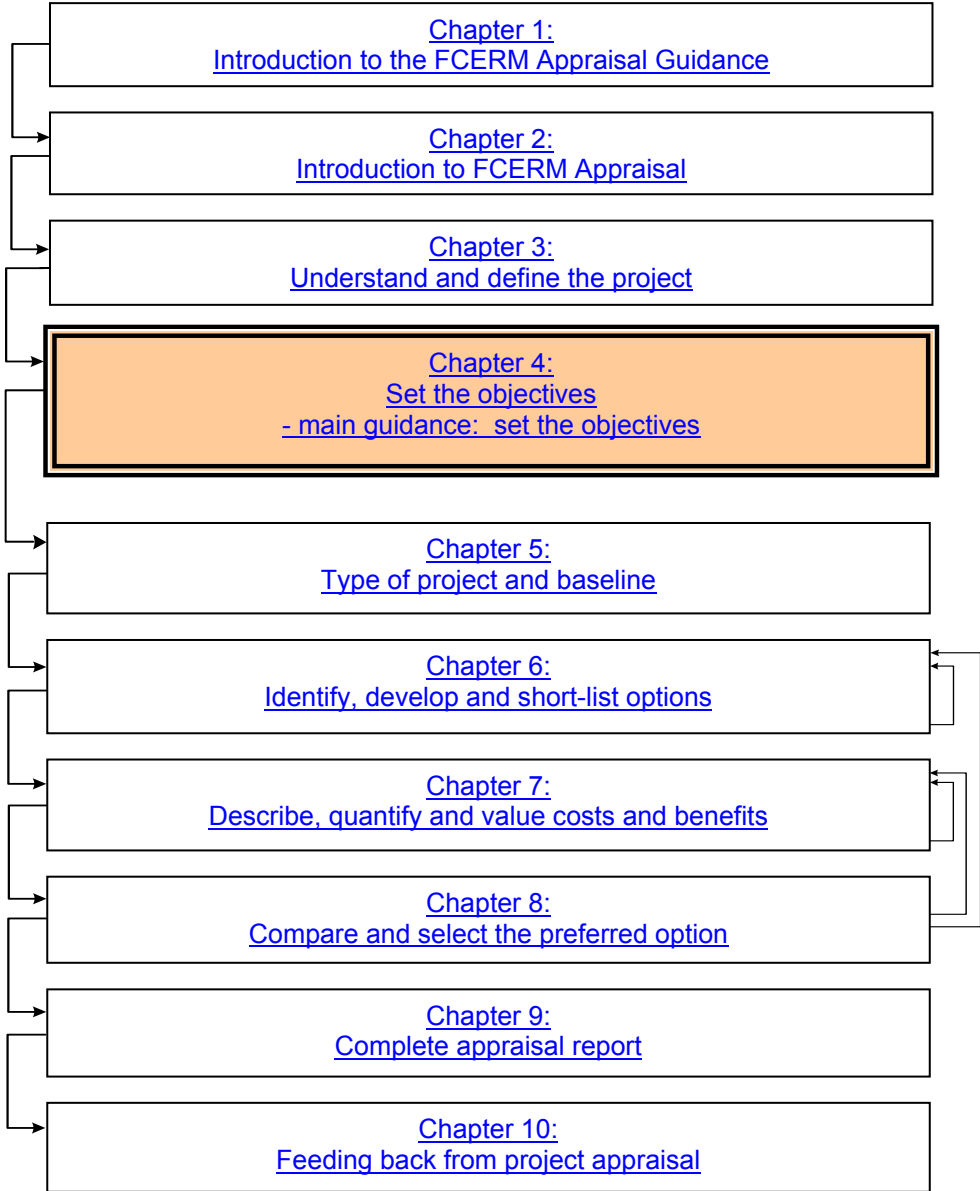 Chapter 1:
Introduction to the FCERM Appraisal Guidance
Chapter 2:
Introduction to FCERM Appraisal
Chapter 3:
Understand and define the project
Chapter 4:
Set the objectives
- main guidance:  set the objectives
Chapter 5:
Type of project and baseline
Chapter 6:
Identify, develop and short-list options
Chapter 7:
Describe, quantify and value costs and benefits
Chapter 8:
Compare and select the preferred option
Chapter 9:
Complete appraisal report
Chapter 10:
Feeding back from project appraisal